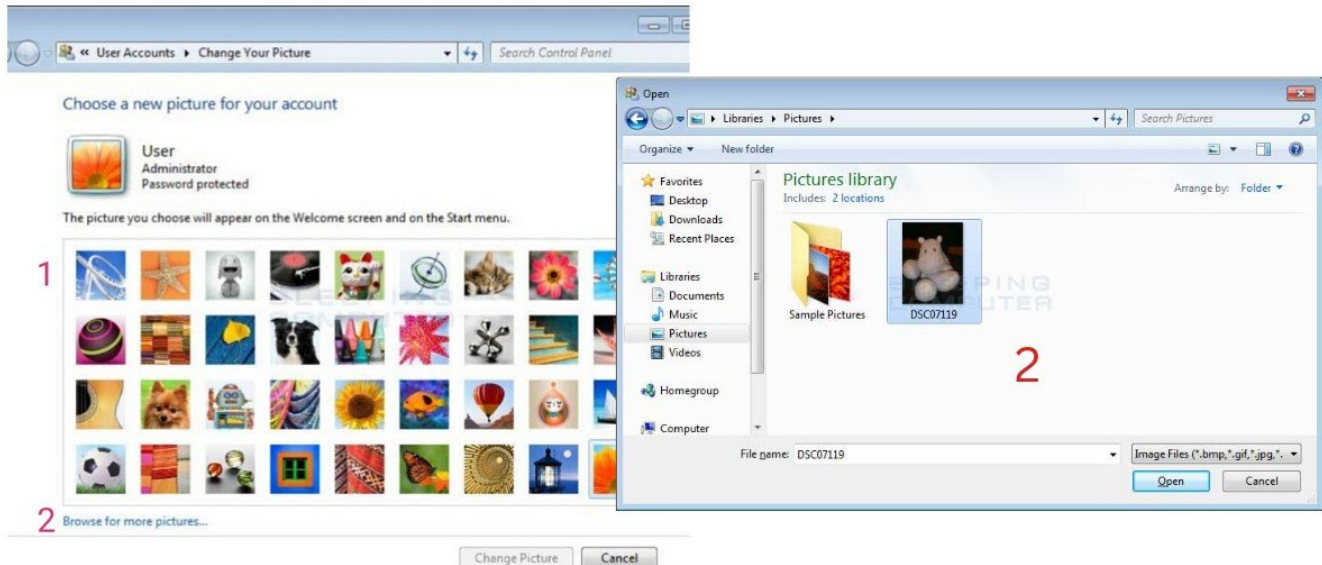 « User Accounts ▸ Change Your Picture
Search Control Panel
Choose a new picture for your account
User
Administrator
Password protected
The picture you choose will appear on the Welcome screen and on the Start menu.
1
2 Browse for more pictures...
Change Picture Cancel
Open
▸ Libraries ▸ Pictures ▸
Search Pictures
Organize ▾ New folder
Favorites
Desktop
Downloads
Recent Places
Libraries
Documents
Music
Pictures
Videos
Homegroup
Computer
Pictures library
Includes: 2 locations
Arrange by: Folder ▾
Sample Pictures
DSC07119
2
File name: DSC07119
Image Files (*.bmp,*.gif,*.jpg,*.
Open Cancel